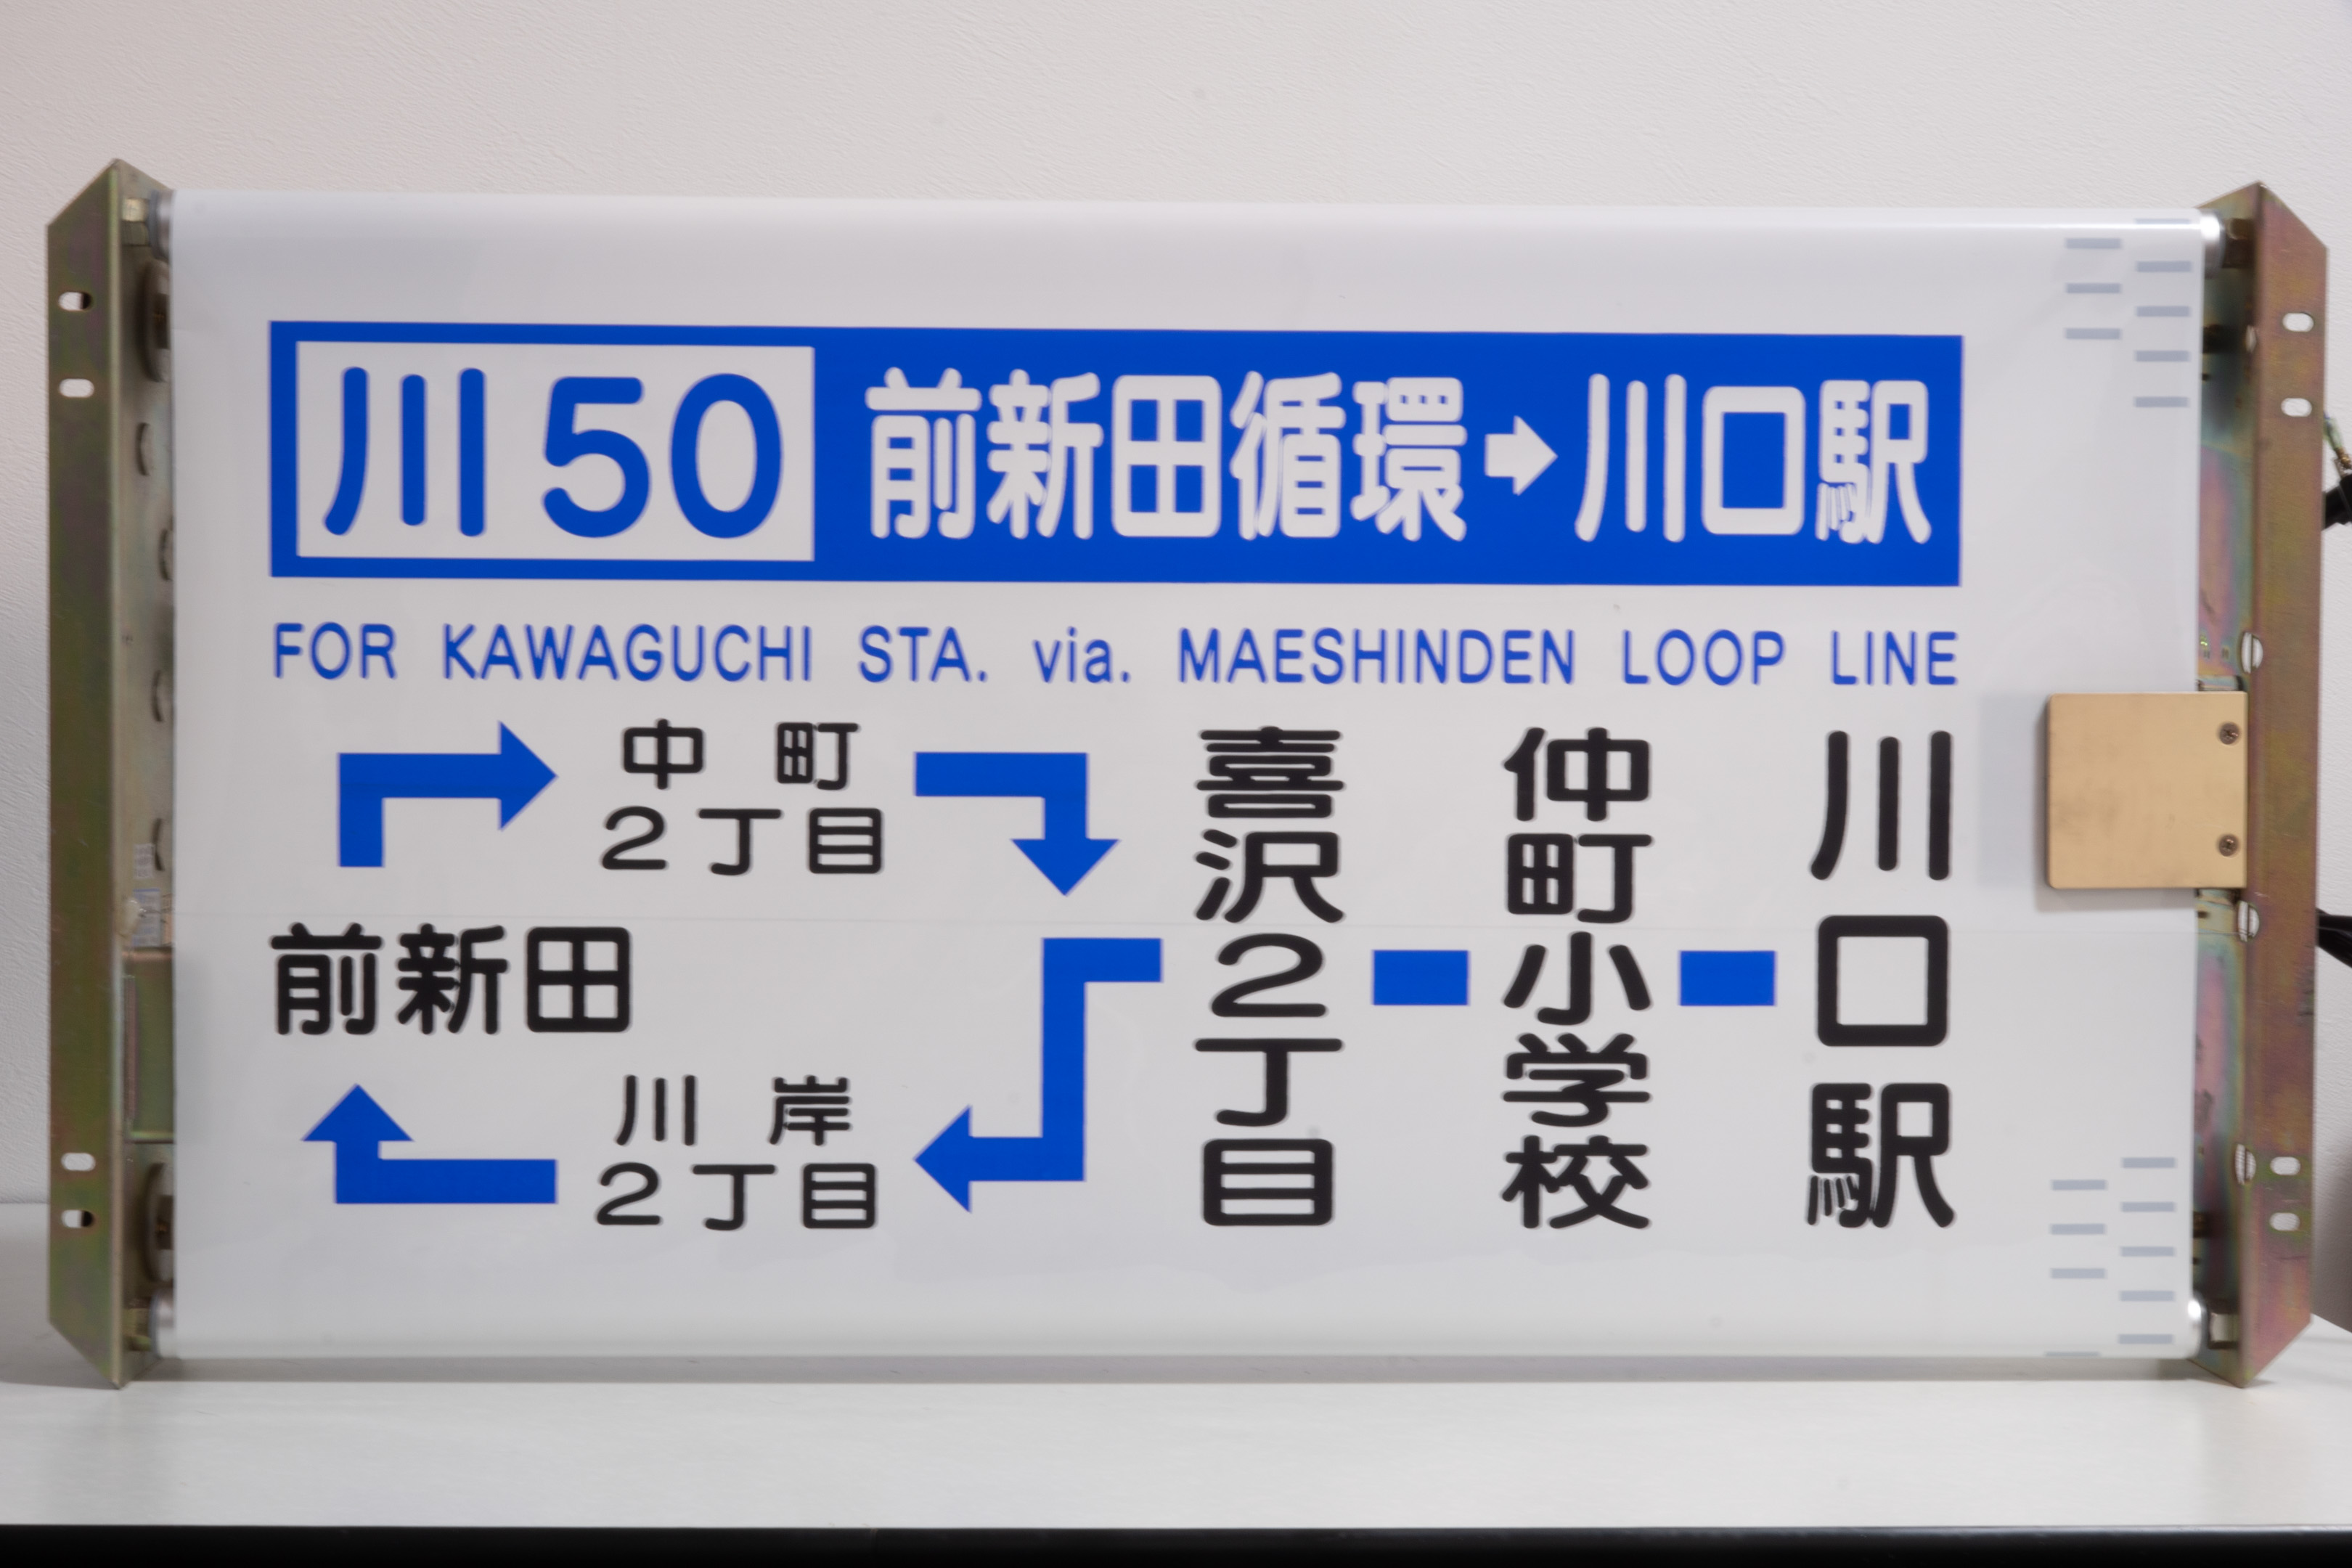 川50 前新田循環➡川口駅
FOR KAWAGUCHI STA. via. MAESHINDEN LOOP LINE
中町
2丁目
前新田
川岸
2丁目
喜沢2丁目
仲町小学校
川口駅